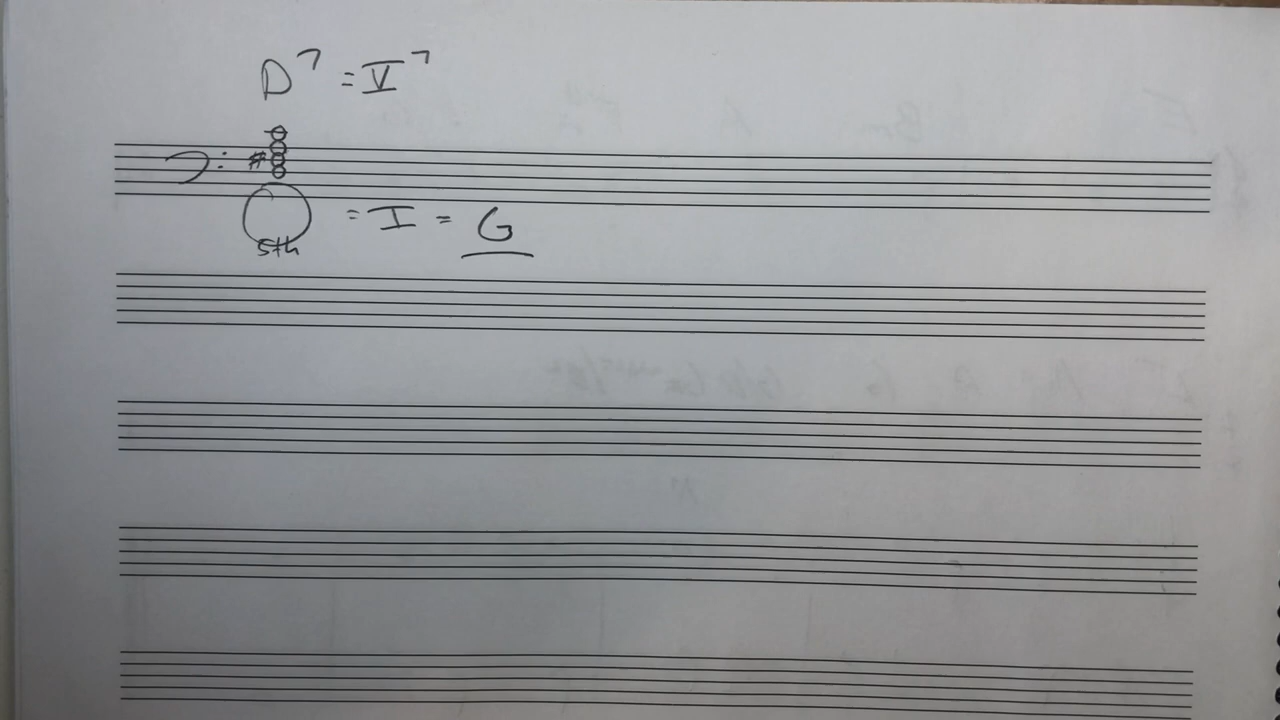 D⁷ = V⁷
#
= I = G
5th